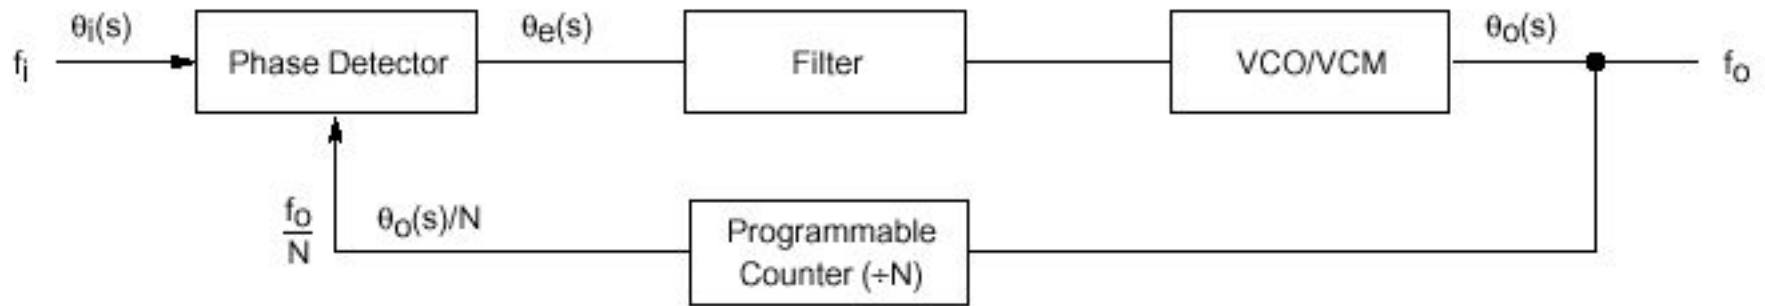 θi(s)
θe(s)
θo(s)
fi
Phase Detector
Filter
VCO/VCM
fo
fo
N
θo(s)/N
Programmable
Counter (÷N)